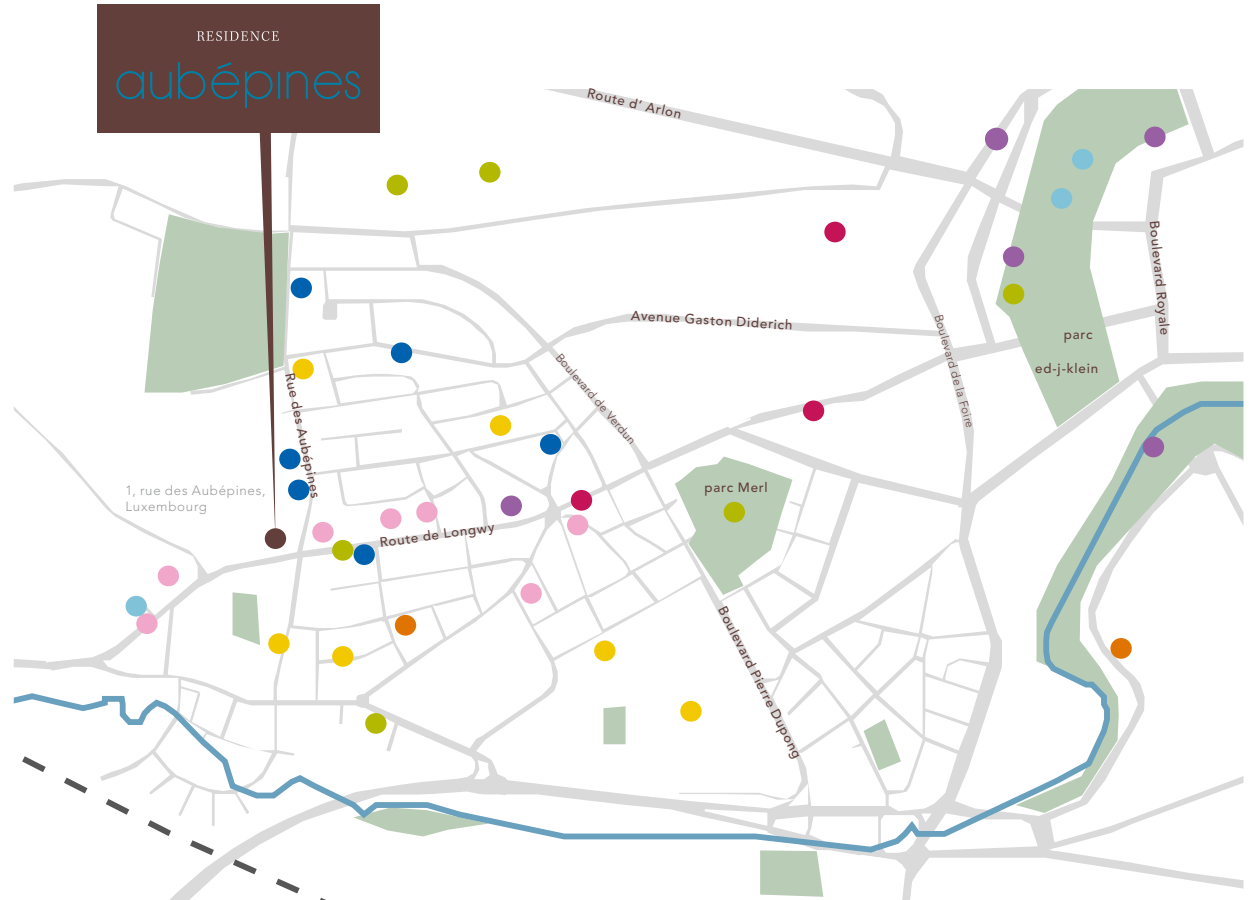 RESIDENCE
aubépines
Route d' Arlon
Boulevard Royale
Avenue Gaston Diderich
Boulevard de la Foire
parc
ed-j-klein
Boulevard de Verdun
Rue des Aubépines
1, rue des Aubépines,
Luxembourg
parc Merl
Route de Longwy
Boulevard Pierre Dupong